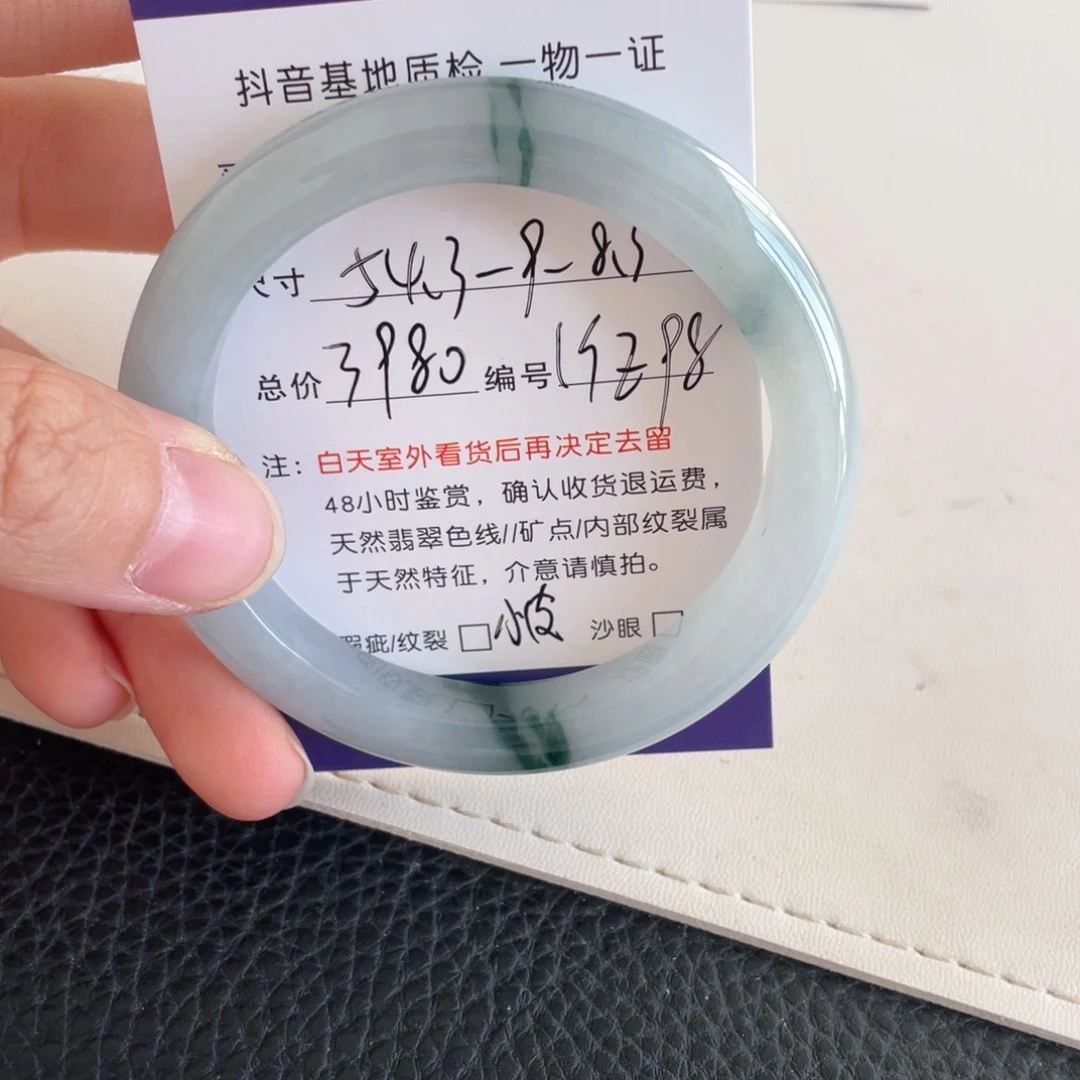 抖音基地质检 一物一证
寸 54.3-9-8.5
总价 3980 编号
注：白天室外看货后再决定去留
48小时鉴赏，确认收货退运费，
天然翡翠色线//矿点/内部纹裂属
于天然特征，介意请慎拍。
瑕疵/纹裂 □ 小皮 沙眼 □